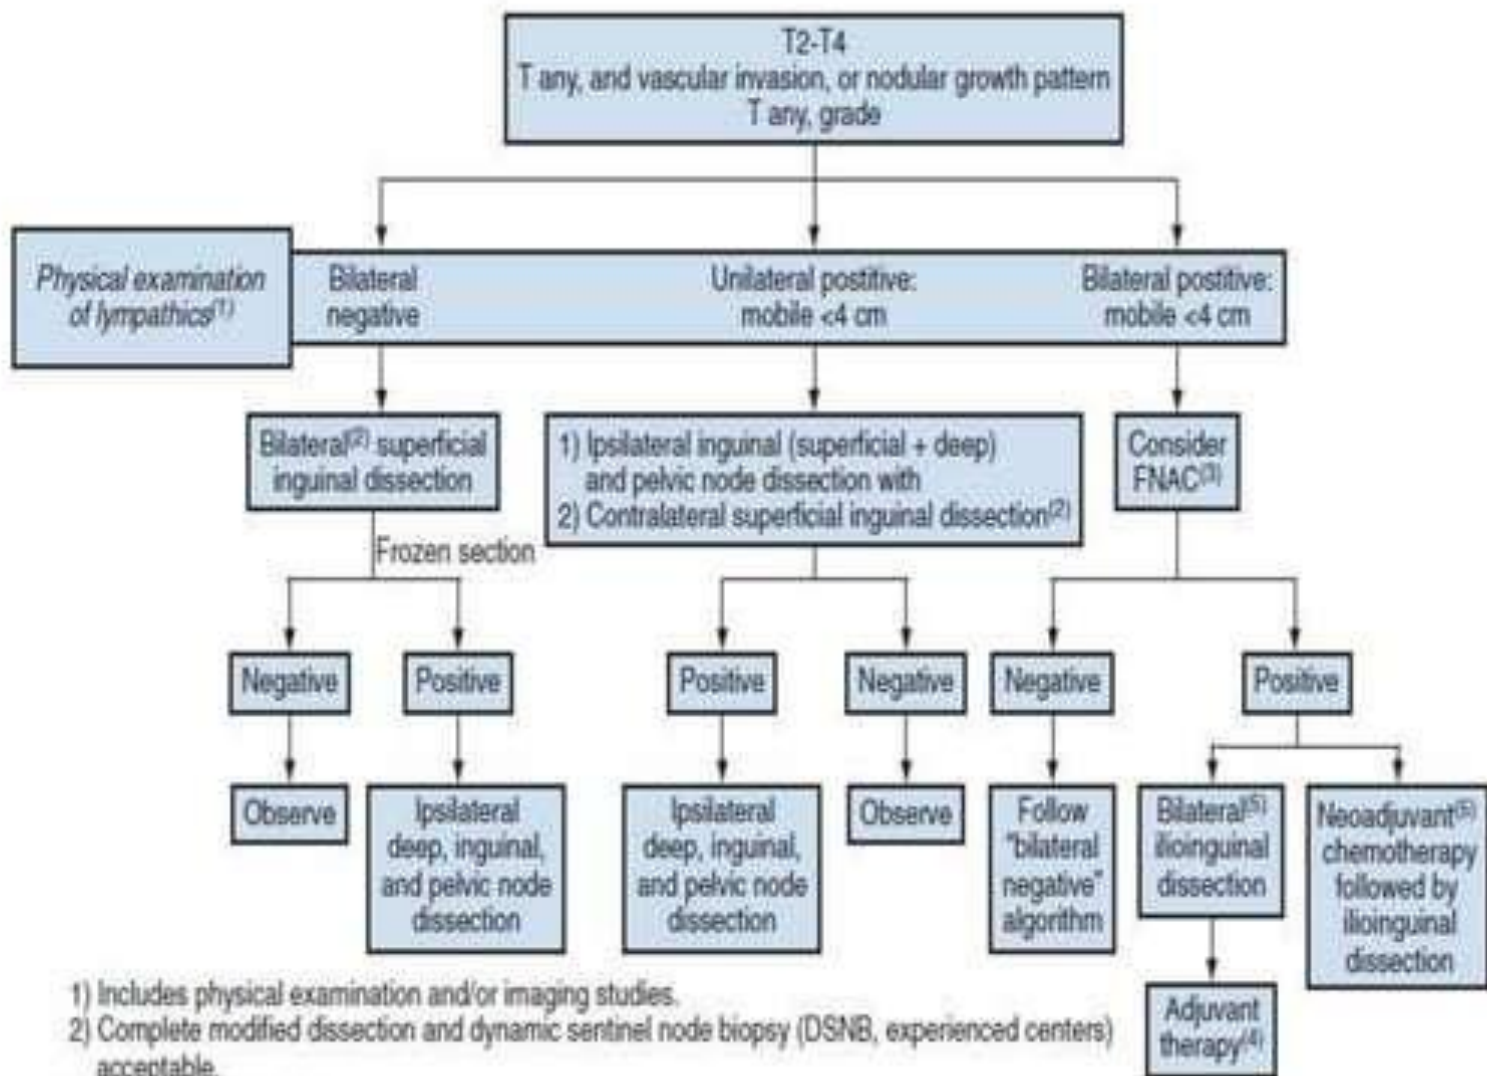 T2-T4
T any, and vascular invasion, or nodular growth pattern
T any, grade
Physical examination
of lympathics(1)
Bilateral
negative
Unilateral postitive:
mobile <4 cm
Bilateral postitive:
mobile <4 cm
Bilateral(2) superficial
inguinal dissection
1) Ipsilateral inguinal (superficial + deep)
and pelvic node dissection with
2) Contralateral superficial inguinal dissection(2)
Consider
FNAC(3)
Frozen section
Negative
Positive
Positive
Negative
Negative
Positive
Observe
Ipsilateral
deep, inguinal,
and pelvic node
dissection
Ipsilateral
deep, inguinal,
and pelvic node
dissection
Observe
Follow
"bilateral
negative"
algorithm
Bilateral(5)
ilioinguinal
dissection
Neoadjuvant(5)
chemotherapy
followed by
ilioinguinal
dissection
Adjuvant
therapy(4)
1) Includes physical examination and/or imaging studies.
2) Complete modified dissection and dynamic sentinel node biopsy (DSNB, experienced centers)
acceptable.